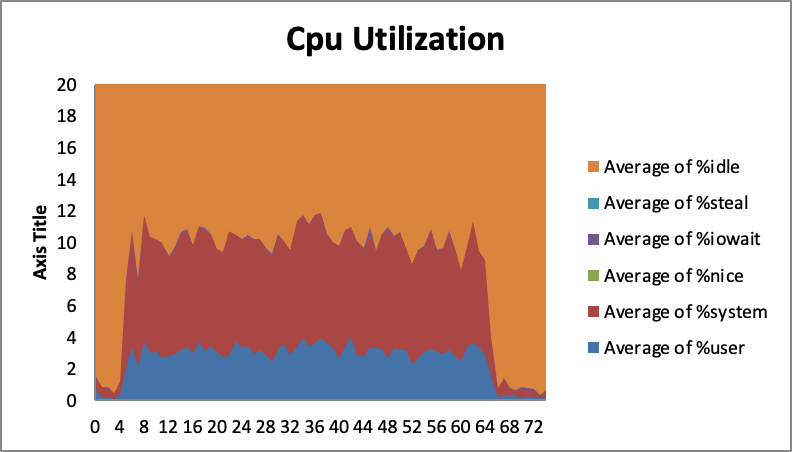 Cpu Utilization
20
18
16
14
12
10
8
6
4
2
0
Axis Title
0 4 8 12 16 20 24 28 32 36 40 44 48 52 56 60 64 68 72
Average of %idle
Average of %steal
Average of %iowait
Average of %nice
Average of %system
Average of %user